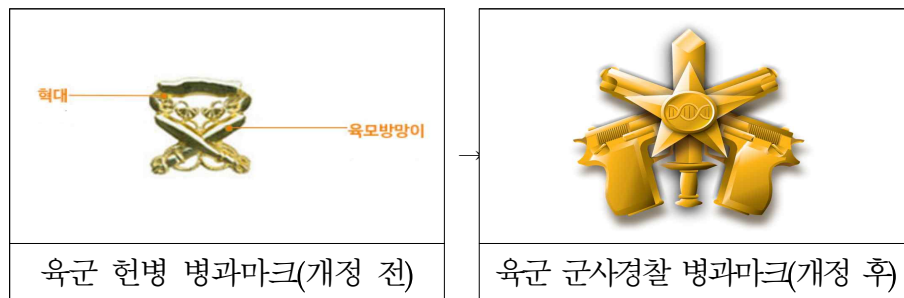 혁대
육모방망이
→
육군 헌병 병과마크(개정 전)
육군 군사경찰 병과마크(개정 후)